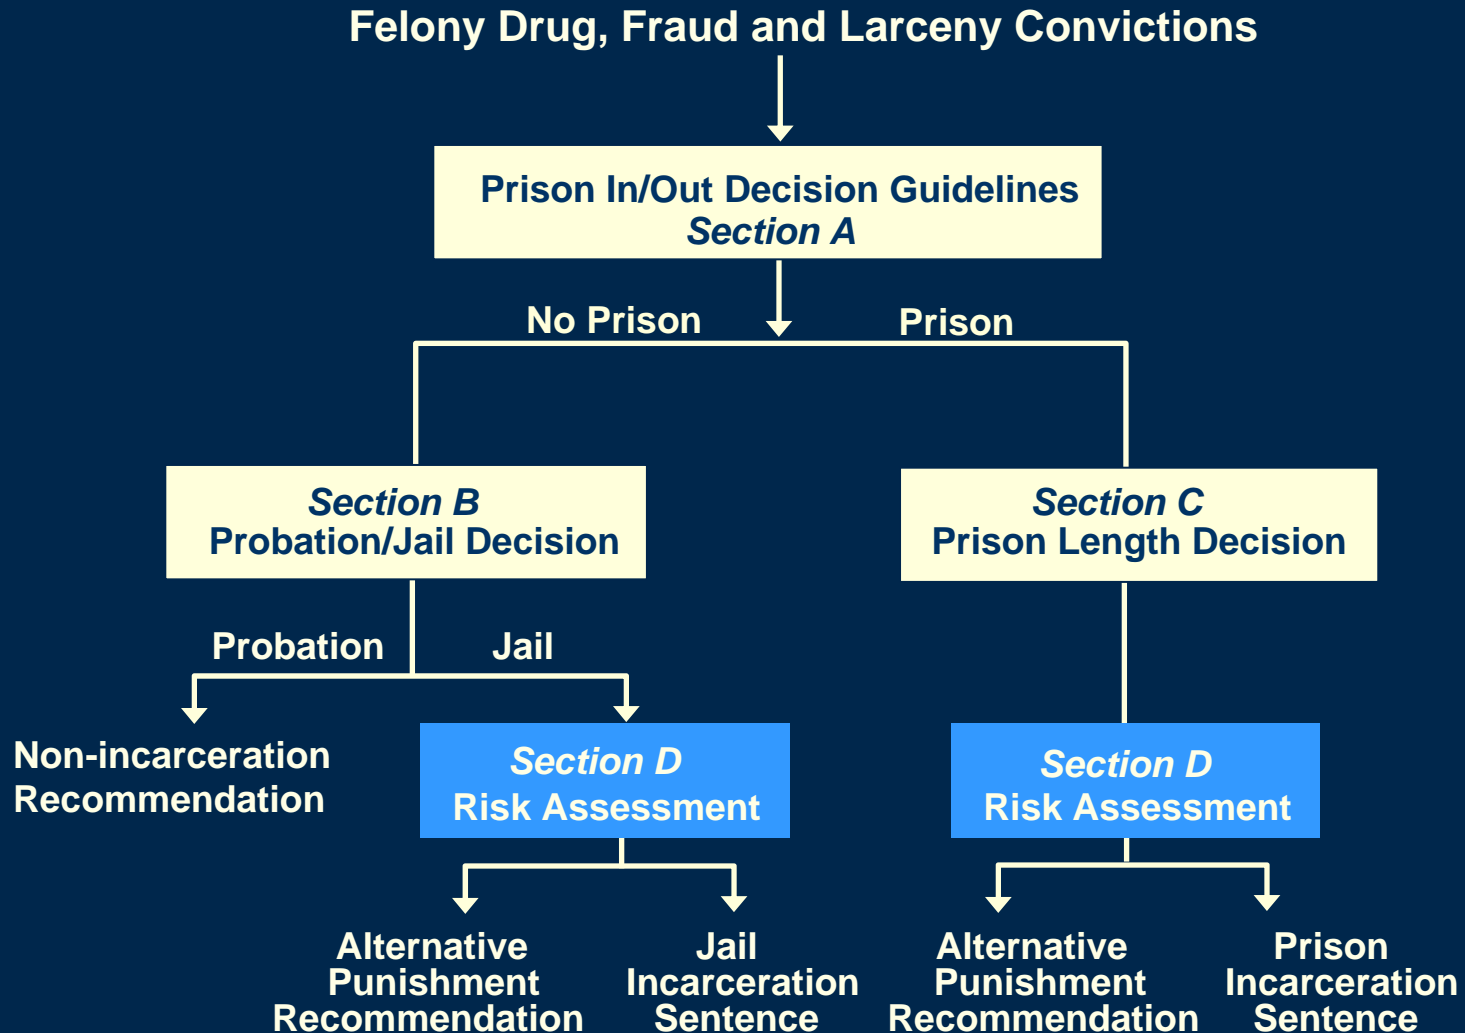 Felony Drug, Fraud and Larceny Convictions
Prison In/Out Decision Guidelines
Section A
No Prison
Prison
Section B
Probation/Jail Decision
Section C
Prison Length Decision
Probation
Jail
Non-incarceration
Recommendation
Section D
Risk Assessment
Section D
Risk Assessment
Alternative
Punishment
Recommendation
Jail
Incarceration
Sentence
Alternative
Punishment
Recommendation
Prison
Incarceration
Sentence